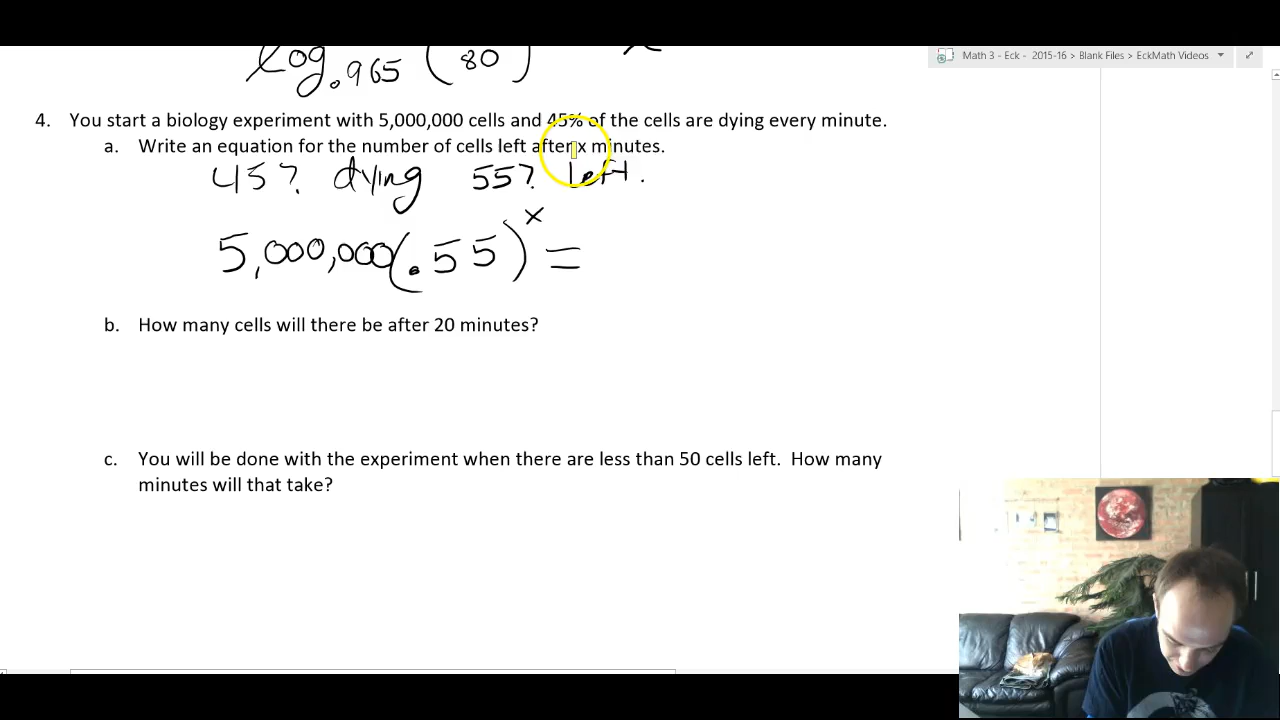 log.965 (80)
Math 3 - Eck - 2015-16 > Blank Files > EckMath Videos
4. You start a biology experiment with 5,000,000 cells and 45% of the cells are dying every minute.
a. Write an equation for the number of cells left after x minutes.
45% dying 55% left.
5,000,000(.55)^x =
b. How many cells will there be after 20 minutes?
c. You will be done with the experiment when there are less than 50 cells left. How many
minutes will that take?